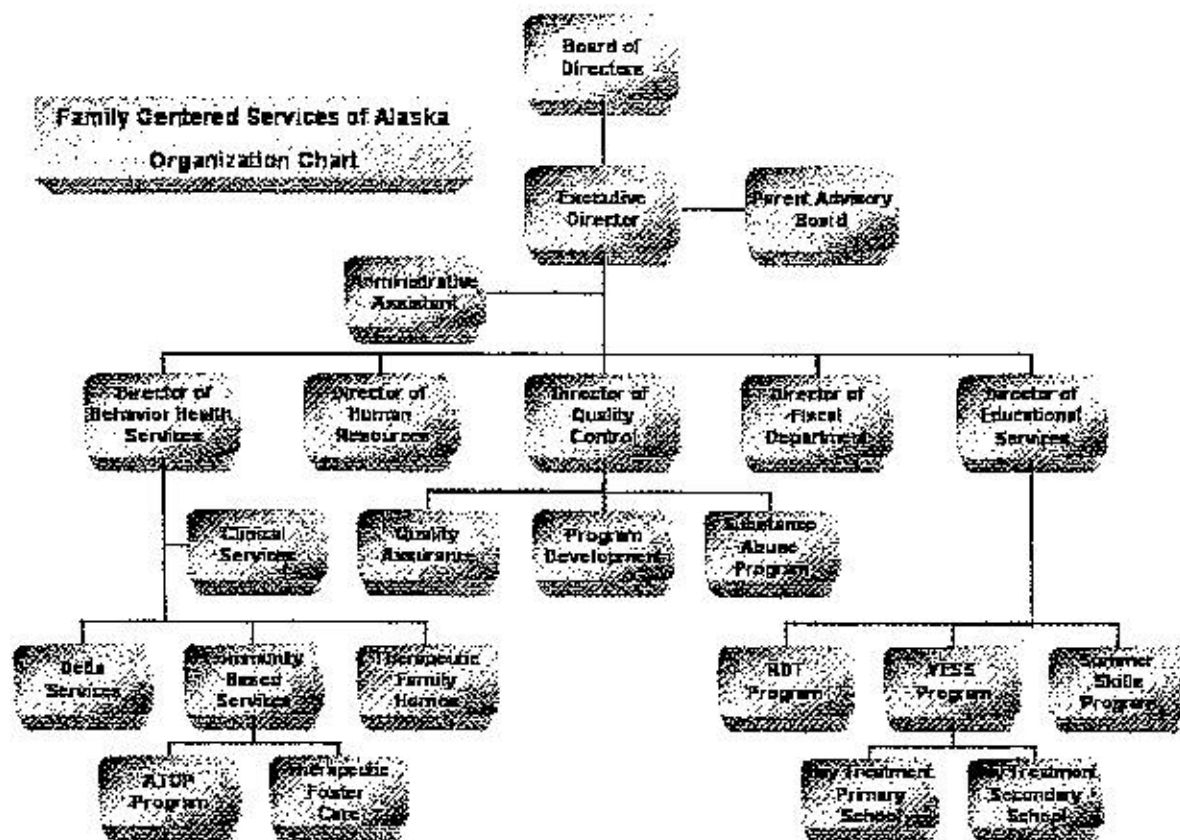 Board of
Directors
Family Centered Services of Alaska
Organization Chart
Executive
Director
Parent Advisory
Board
Administrative
Assistant
Director of
Behavior Health
Services
Director of
Human
Resources
Director of
Quality
Control
Director of
Fiscal
Department
Director of
Educational
Services
Clinical
Services
Quality
Assurance
Program
Development
Substance
Abuse
Program
Services
Community
Based
Services
Therapeutic
Family
Homes
Program
Program
Summer
Skills
Program
Program
Therapeutic
Foster
Care
Day Treatment
Primary
School
Day Treatment
Secondary
School